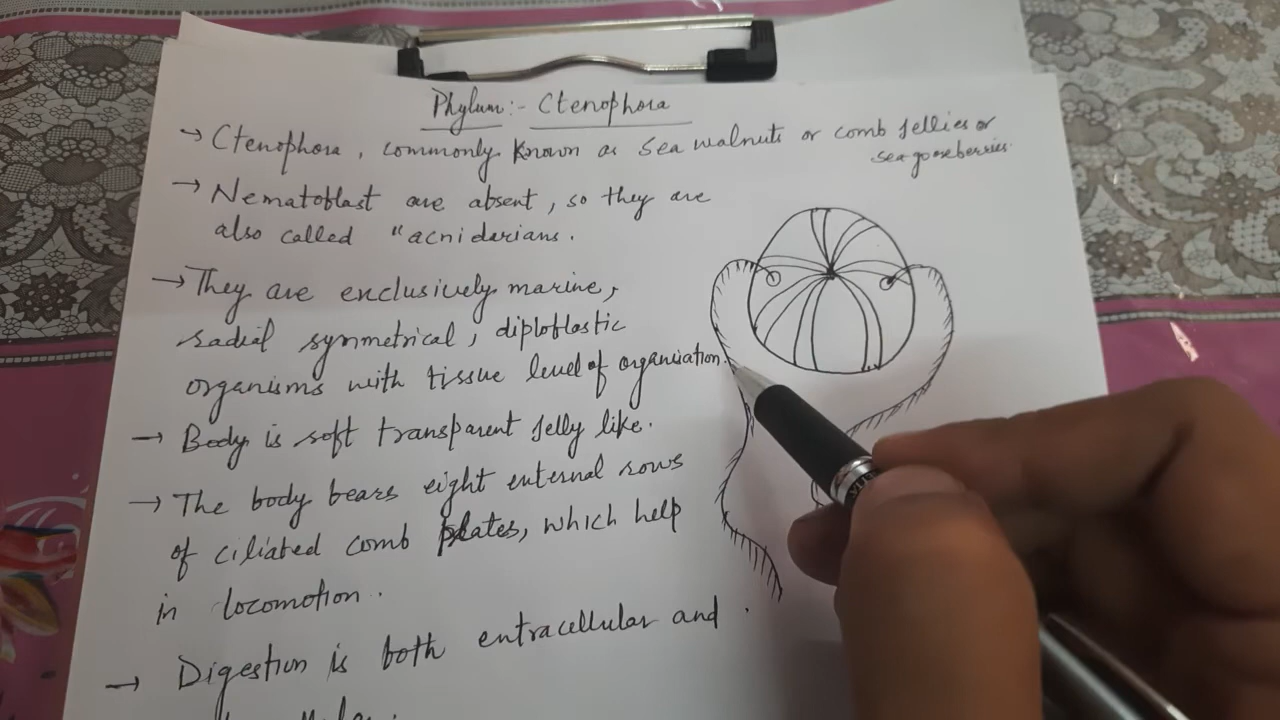 Phylum:- Ctenophora
→ Ctenophora, commonly known as sea walnuts or comb jellies or
sea gooseberries.
→ Nematoblast are absent, so they are
also called "acnidarians.
→ They are exclusively marine,
radial symmetrical, diploblastic
organisms with tissue level of organisation.
→ Body is soft transparent jelly like.
→ The body bears eight external rows
of ciliated comb plates, which help
in locomotion.
→ Digestion is both extracellular and